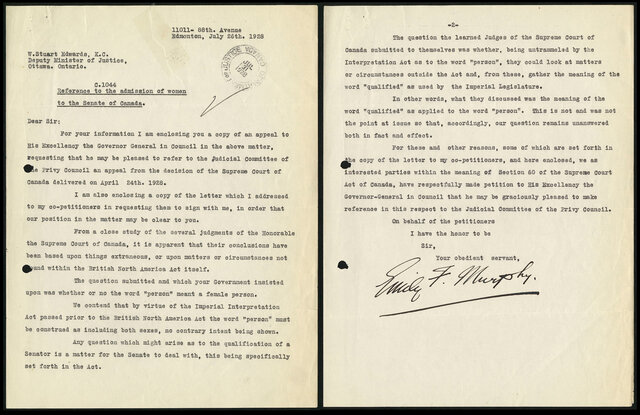 11011- 88th. Avenue
Edmonton, July 26th. 1928
W.Stuart Edwards, K.C.
Deputy Minister of Justice,
Ottawa. Ontario.
C.1044
Reference to the admission of women
to the Senate of Canada.
Dear Sir:
For your information I am enclosing you a copy of an appeal to
His Excellency the Governor General in Council in the above matter,
requesting that he may be pleased to refer to the Judicial Committee of
the Privy Council an appeal from the decision of the Supreme Court of
Canada delivered on April 24th. 1928.
I am also enclosing a copy of the letter which I addressed to
to my co-petitioners in requesting them to sign with me, in order that
our position in the matter may be clear to you.
From a close study of the several judgments of the Honorable
the Supreme Court of Canada, it is apparent that their conclusions have
been based upon things extraneous, or upon matters or circumstances not
und within the British North America Act itself.
The question submitted and which your Government insisted
upon was whether or no the word "person" meant a female person.
We contend that by virtue of the Imperial Interpretation
Act passed prior to the British North America Act the word "person" must
be construed as including both sexes, no contrary intent being shown.
Any question which might arise as to the qualification of a
Senator is a matter for the Senate to deal with, this being specifically
set forth in the Act.
-2-
The question the learned Judges of the Supreme Court of
Canada submitted to themselves was whether, being untrammeled by the
Interpretation Act as to the word "person", they could look at matters
or circumstances outside the Act and, from these, gather the meaning of the
word "qualified" as used by the Imperial Legislature.
In other words, what they discussed was the meaning of the
word "qualified" as applied to the word "person". This is not and was not
the point at issue so that, accordingly, our question remains unanswered
both in fact and effect.
For these and other reasons, some of which are set forth in
the copy of the letter to my co-petitioners, and here enclosed, we as
interested parties within the meaning of Section 60 of the Supreme Court
Act of Canada, have respectfully made petition to His Excellency the
Governor-General in Council that he may be graciously pleased to make
reference in this respect to the Judicial Committee of the Privy Council.
On behalf of the petitioners
I have the honor to be
Sir,
Your obedient servant,
Emily F. Murphy.